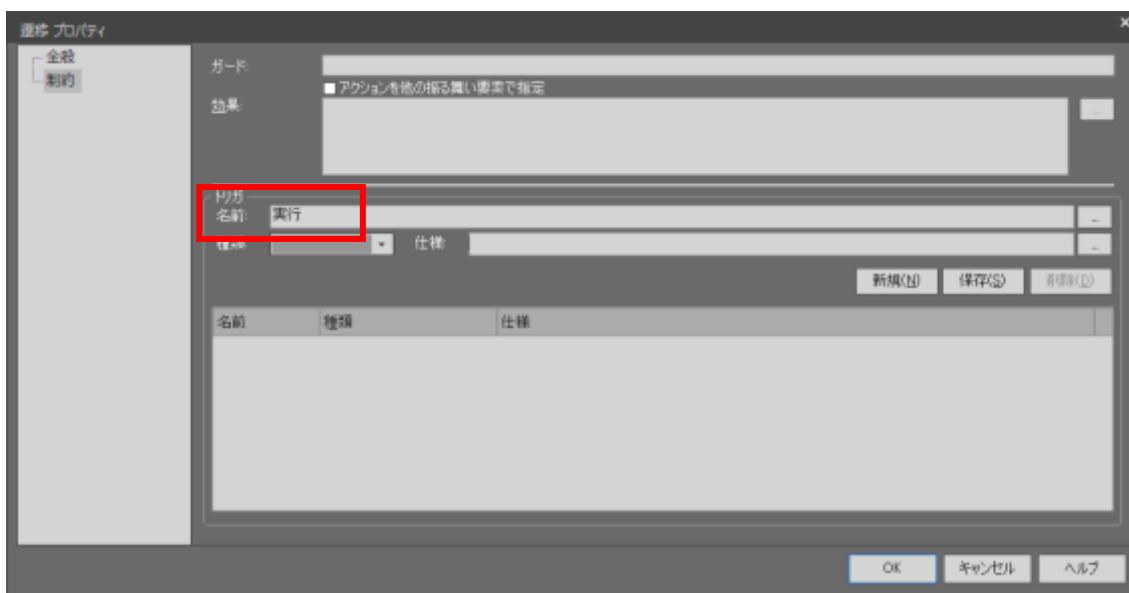 遷移 プロパティ
×
全般
制約
ガード:
アクションを他の振る舞い要素で指定
効果:
...
トリガ
名前: 実行 ...
種類: 仕様: ...
新規(N) 保存(S) 削除(D)
名前 種類 仕様
OK キャンセル ヘルプ